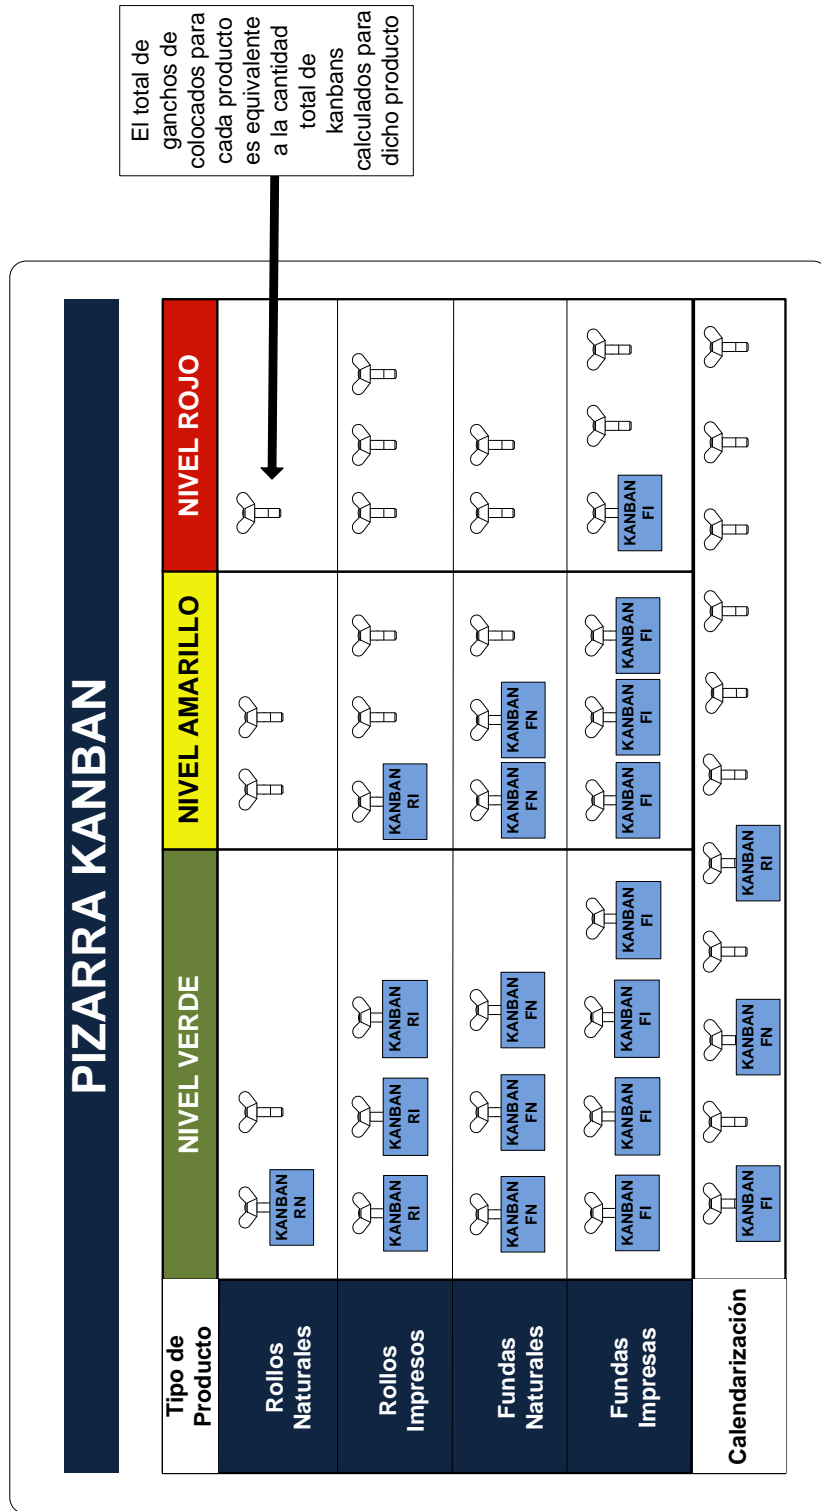 El total de
ganchos de
colocados para
cada producto
es equivalente
a la cantidad
total de
kanbans
calculados para
dicho producto
PIZARRA KANBAN
Tipo de
Producto
NIVEL VERDE
NIVEL AMARILLO
NIVEL ROJO
Rollos
Naturales
KANBAN
RN
Rollos
Impresos
KANBAN
RI
KANBAN
RI
KANBAN
RI
KANBAN
RI
Fundas
Naturales
KANBAN
FN
KANBAN
FN
KANBAN
FN
KANBAN
FN
KANBAN
FN
Fundas
Impresas
KANBAN
FI
KANBAN
FI
KANBAN
FI
KANBAN
FI
KANBAN
FI
KANBAN
FI
KANBAN
FI
KANBAN
FI
Calendarización
KANBAN
FI
KANBAN
FN
KANBAN
RI